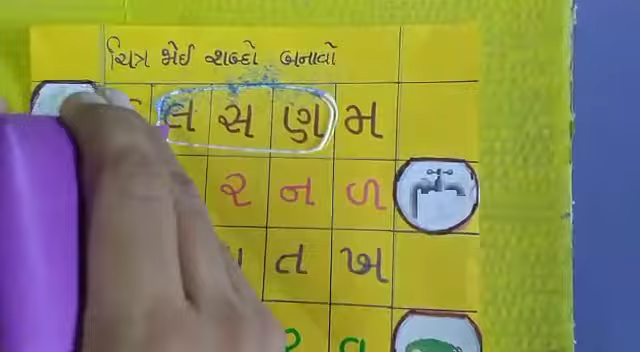 ચિત્ર જોઈ શબ્દો બનાવો
લ સ ણ મ
ર ન ળ
ત ખ